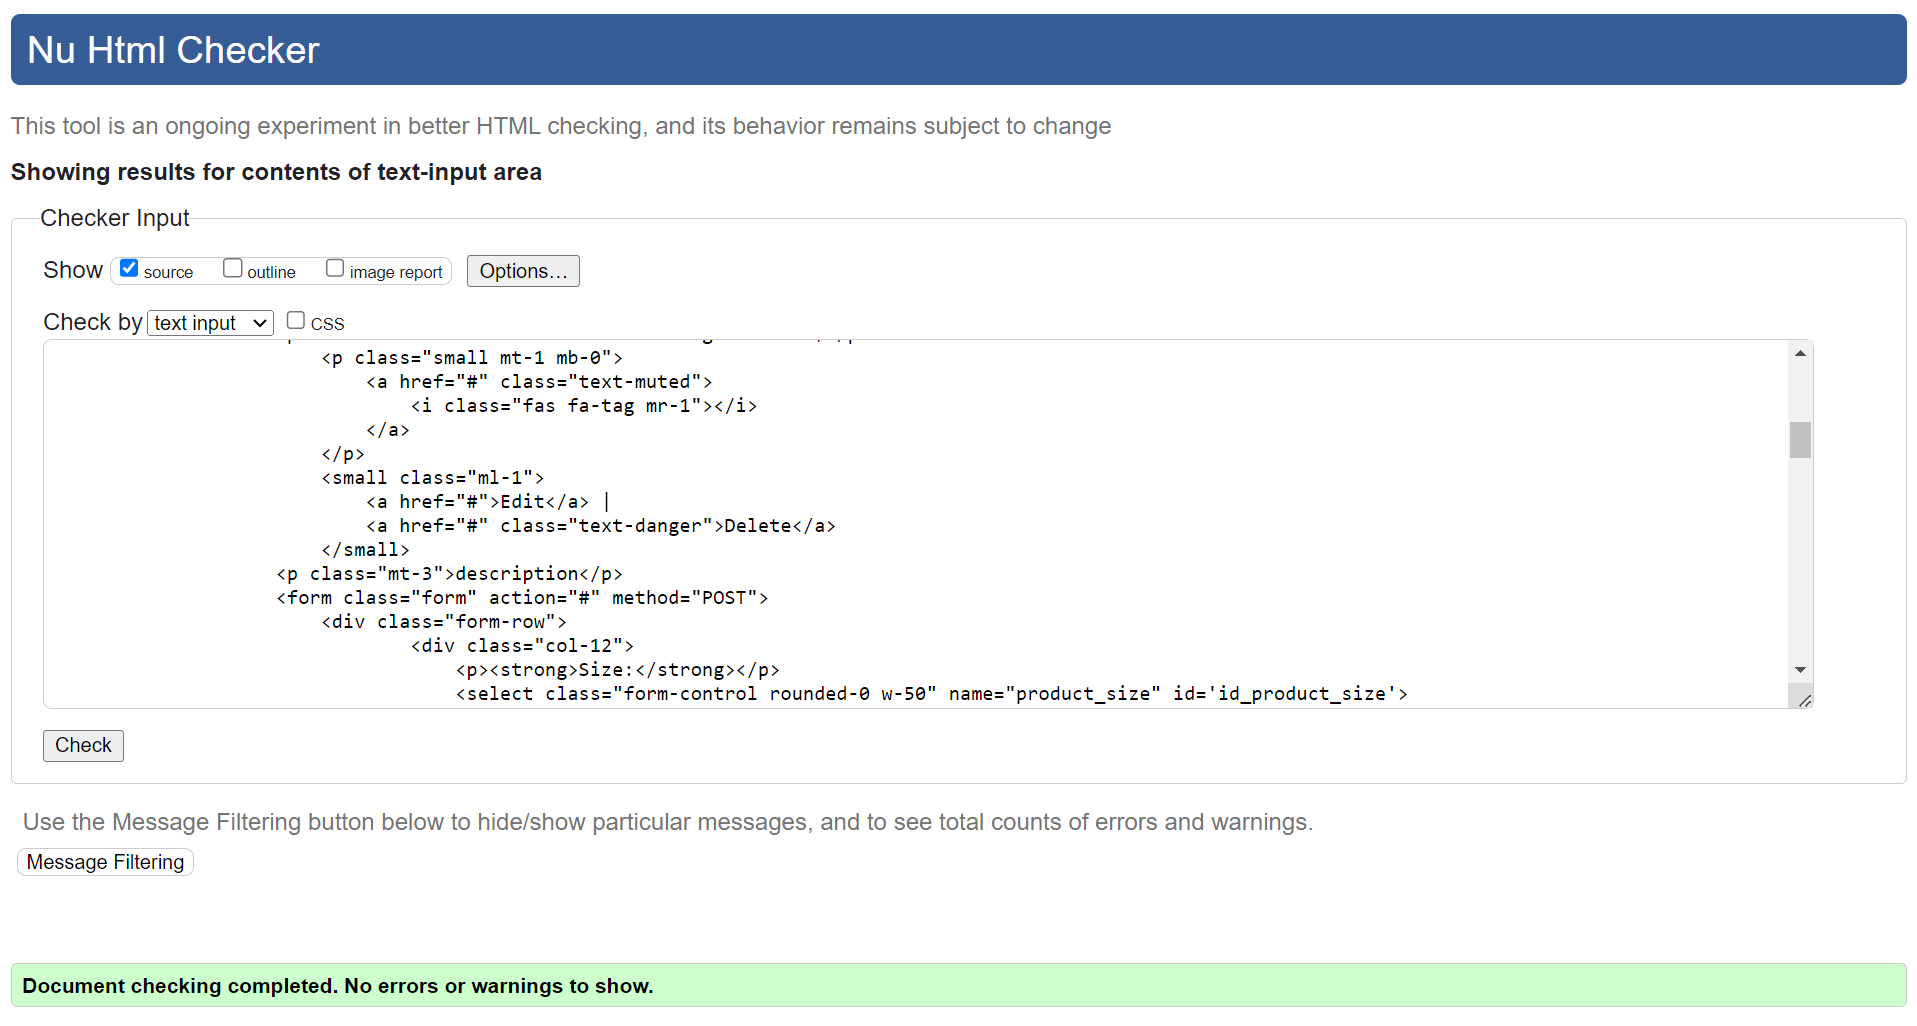 Nu Html Checker
This tool is an ongoing experiment in better HTML checking, and its behavior remains subject to change
Showing results for contents of text-input area
Checker Input
Show source outline image report Options...
Check by text input CSS
<p class="small mt-1 mb-0">
<a href="#" class="text-muted">
<i class="fas fa-tag mr-1"></i>
</a>
</p>
<small class="ml-1">
<a href="#">Edit</a> |
<a href="#" class="text-danger">Delete</a>
</small>
<p class="mt-3">description</p>
<form class="form" action="#" method="POST">
<div class="form-row">
<div class="col-12">
<p><strong>Size:</strong></p>
<select class="form-control rounded-0 w-50" name="product_size" id='id_product_size'>
Check
Use the Message Filtering button below to hide/show particular messages, and to see total counts of errors and warnings.
Message Filtering
Document checking completed. No errors or warnings to show.